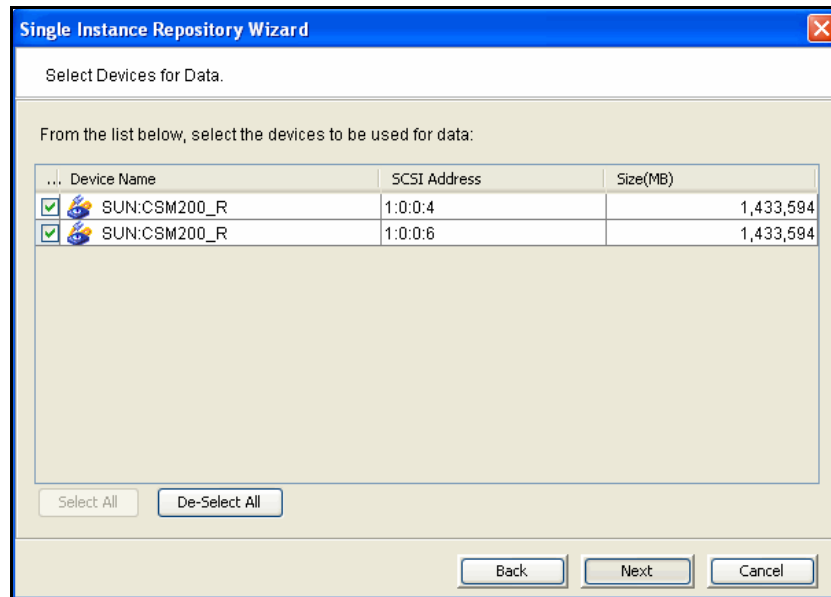 Single Instance Repository Wizard
Select Devices for Data.
From the list below, select the devices to be used for data:
... Device Name SCSI Address Size(MB)
SUN:CSM200_R 1:0:0:4 1,433,594
SUN:CSM200_R 1:0:0:6 1,433,594
Select All De-Select All
Back Next Cancel